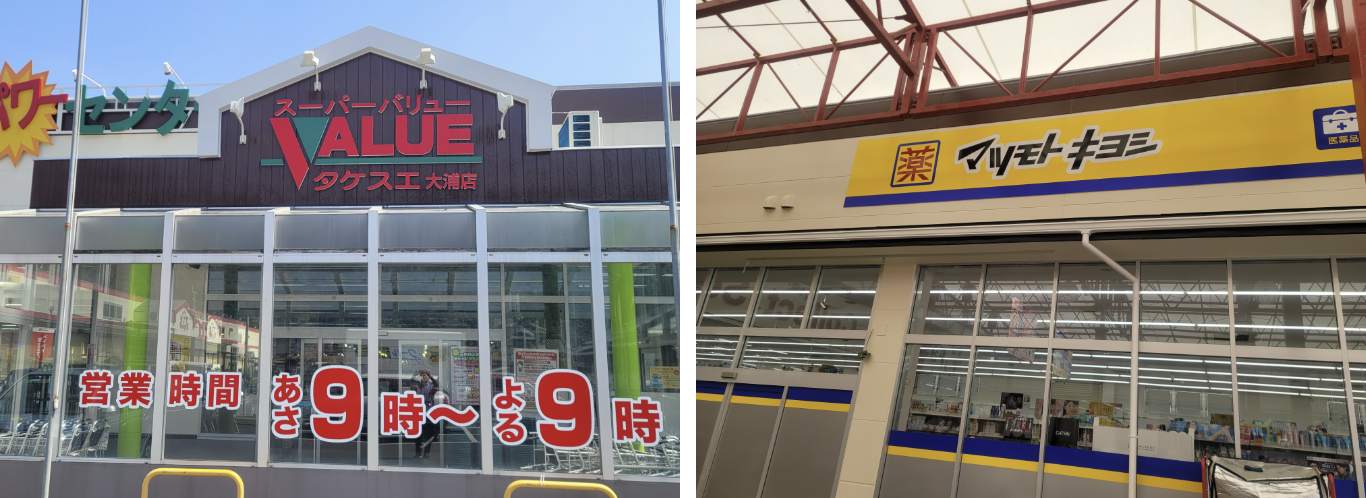 パワー
センタ
スーパーバリュー
VALUE
タケスエ 大浦店
営業時間 あさ9時～よる9時
薬 マツモトキヨシ
医薬品